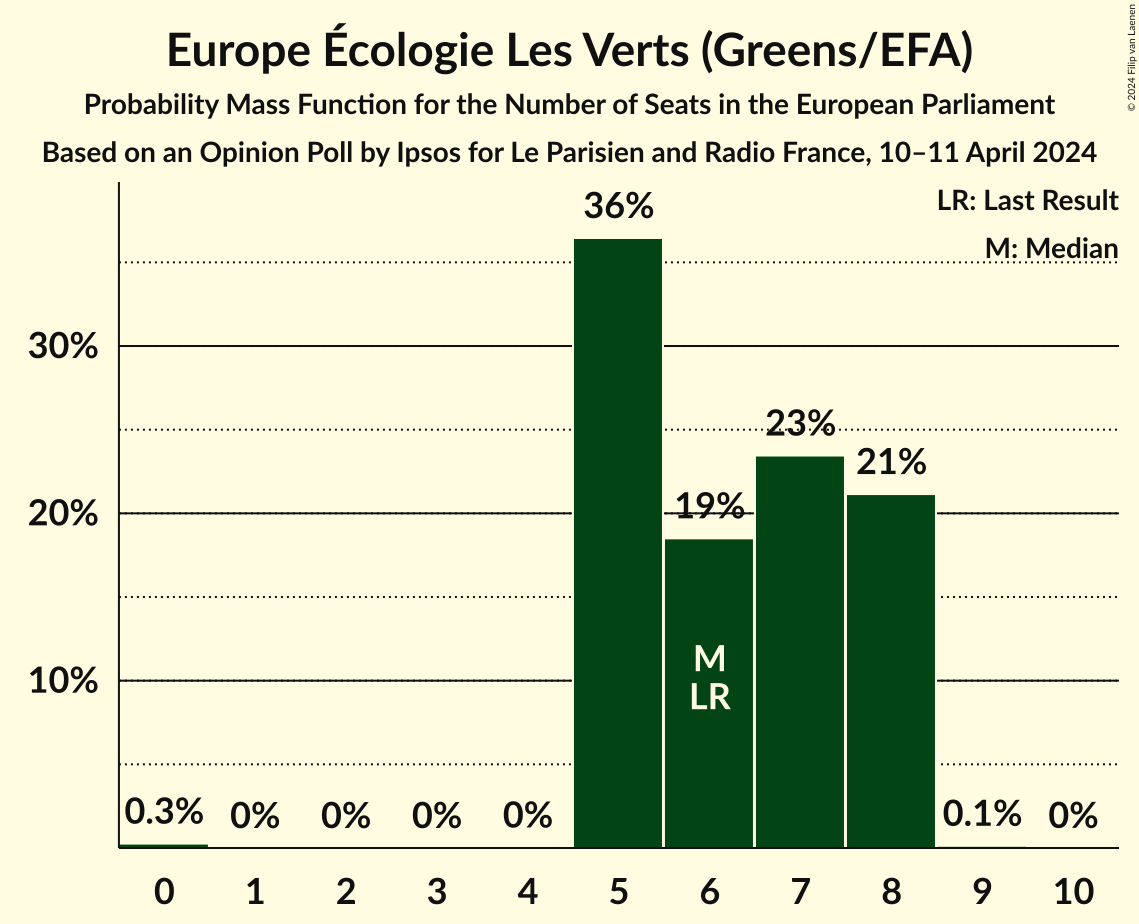 Europe Écologie Les Verts (Greens/EFA)
Probability Mass Function for the Number of Seats in the European Parliament
Based on an Opinion Poll by Ipsos for Le Parisien and Radio France, 10–11 April 2024
© 2024 Filip van Laenen
LR: Last Result
M: Median
36%
30%
23%
21%
20%
19%
10%
M
LR
0.3%
0%
0%
0%
0%
0.1%
0%
0 1 2 3 4 5 6 7 8 9 10